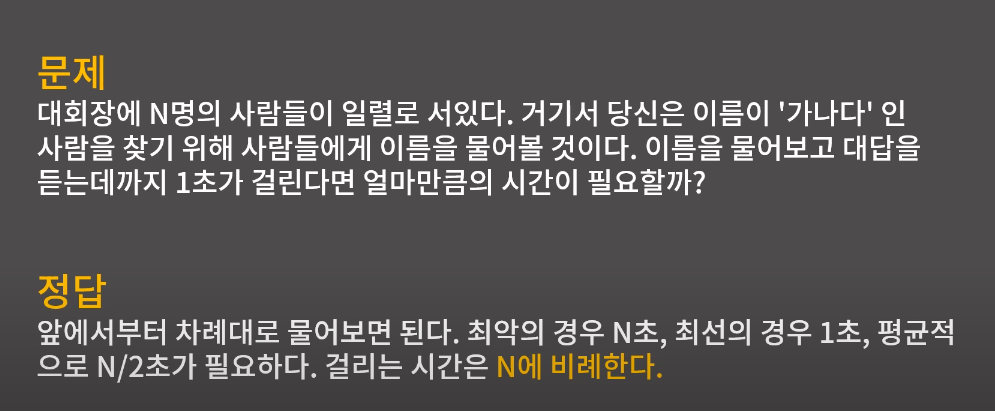 문제
대회장에 N명의 사람들이 일렬로 서있다. 거기서 당신은 이름이 '가나다' 인
사람을 찾기 위해 사람들에게 이름을 물어볼 것이다. 이름을 물어보고 대답을
듣는데까지 1초가 걸린다면 얼마만큼의 시간이 필요할까?
정답
앞에서부터 차례대로 물어보면 된다. 최악의 경우 N초, 최선의 경우 1초, 평균적
으로 N/2초가 필요하다. 걸리는 시간은 N에 비례한다.